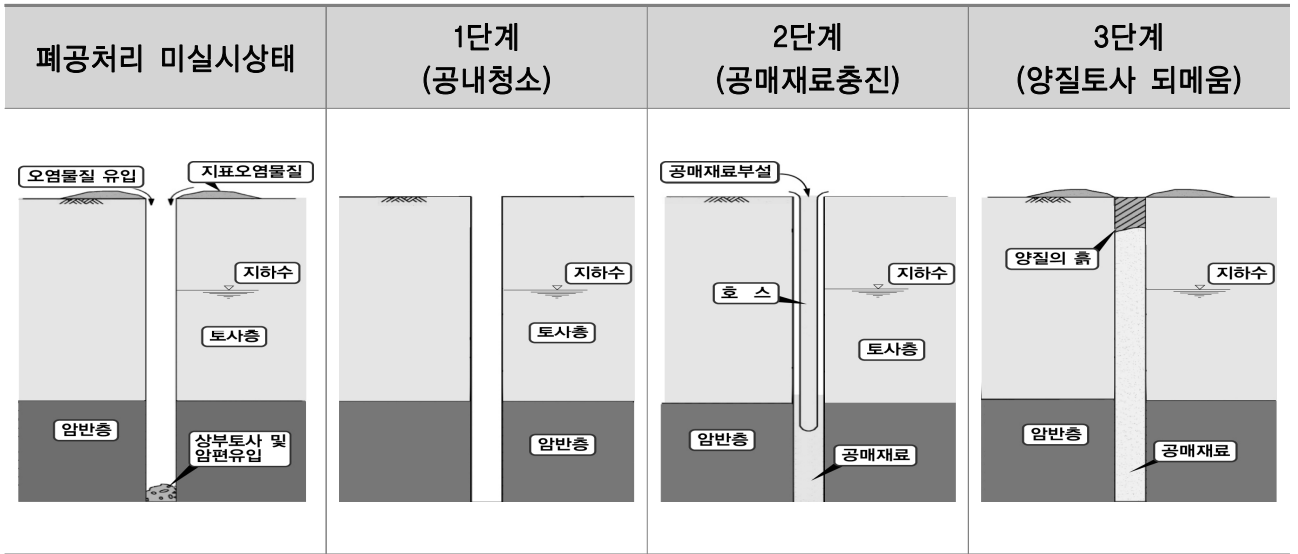 폐공처리 미실시상태
1단계
(공내청소)
2단계
(공매재료충진)
3단계
(양질토사 되메움)
오염물질 유입
지표오염물질
지하수
토사층
암반층
상부토사 및
암편유입
지하수
토사층
암반층
공매재료부설
지하수
호 스
토사층
암반층
공매재료
양질의 흙
지하수
암반층
공매재료